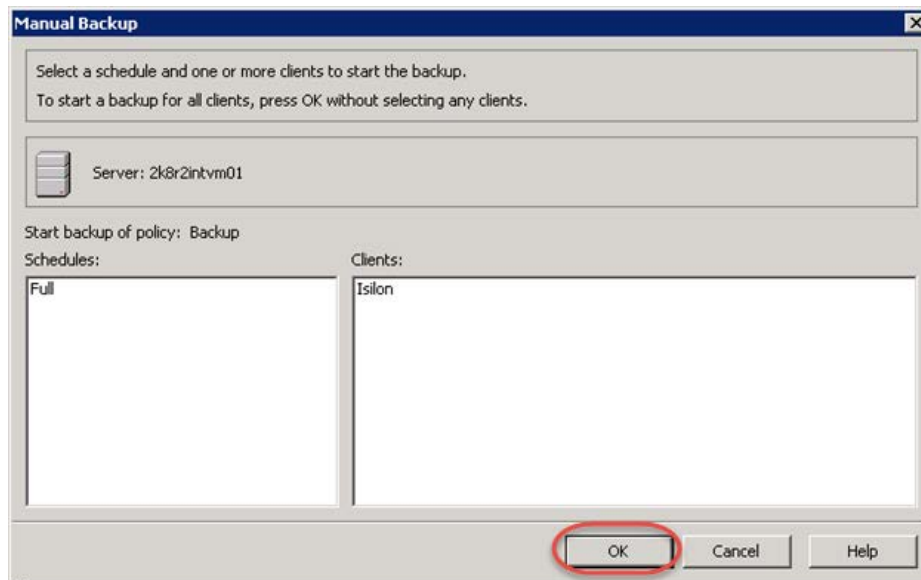 Manual Backup
Select a schedule and one or more clients to start the backup.
To start a backup for all clients, press OK without selecting any clients.
Server: 2k8r2intvm01
Start backup of policy: Backup
Schedules:
Clients:
Full
Isilon
OK
Cancel
Help